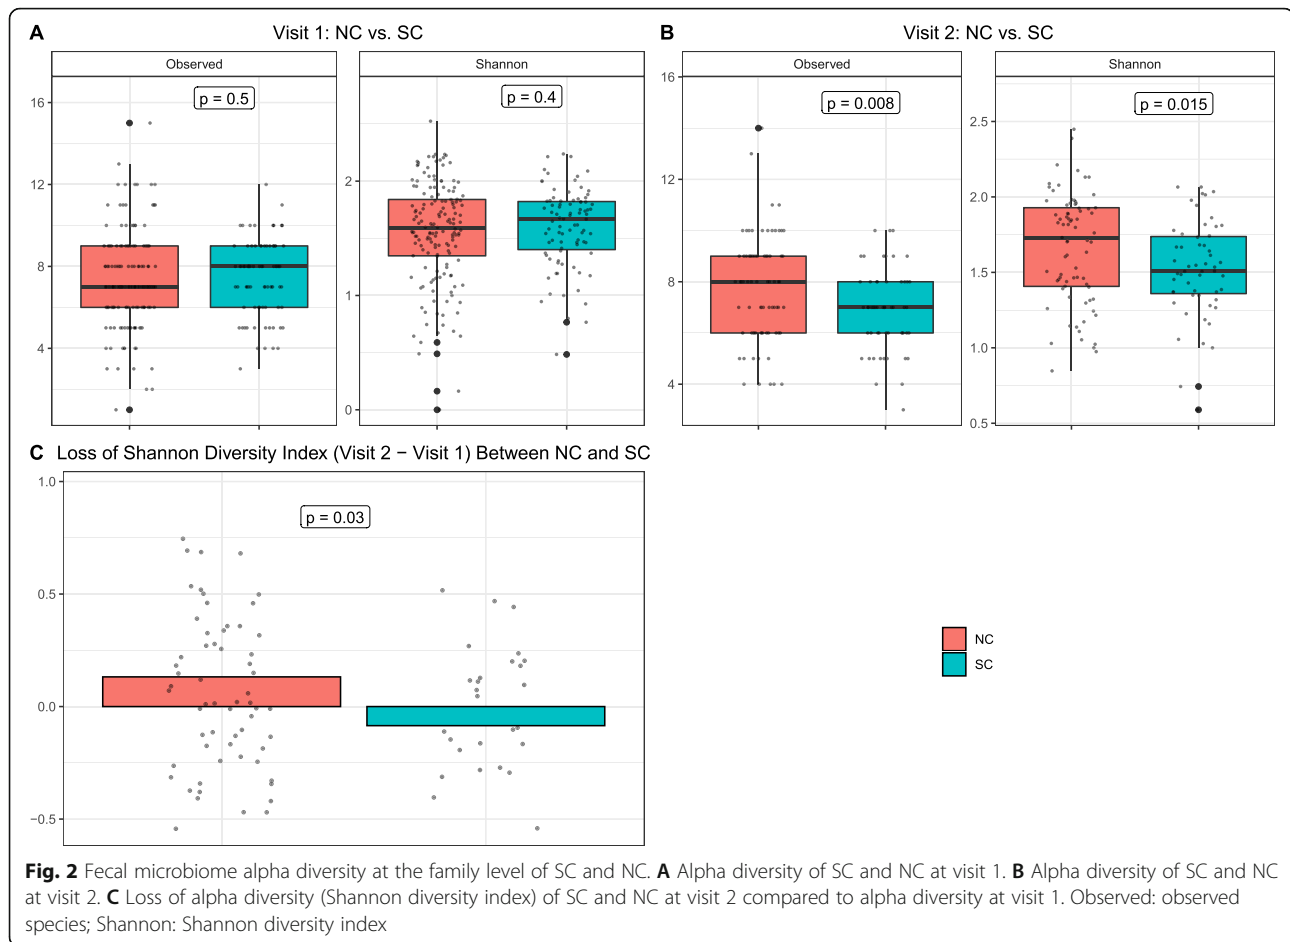 A
Visit 1: NC vs. SC
Observed
Shannon
p = 0.5
p = 0.4
16
12
8
4
2
1
0
B
Visit 2: NC vs. SC
Observed
Shannon
p = 0.008
p = 0.015
16
12
8
4
2.5
2.0
1.5
1.0
0.5
C Loss of Shannon Diversity Index (Visit 2 − Visit 1) Between NC and SC
p = 0.03
1.0
0.5
0.0
−0.5
NC
SC
Fig. 2 Fecal microbiome alpha diversity at the family level of SC and NC. A Alpha diversity of SC and NC at visit 1. B Alpha diversity of SC and NC
at visit 2. C Loss of alpha diversity (Shannon diversity index) of SC and NC at visit 2 compared to alpha diversity at visit 1. Observed: observed
species; Shannon: Shannon diversity index